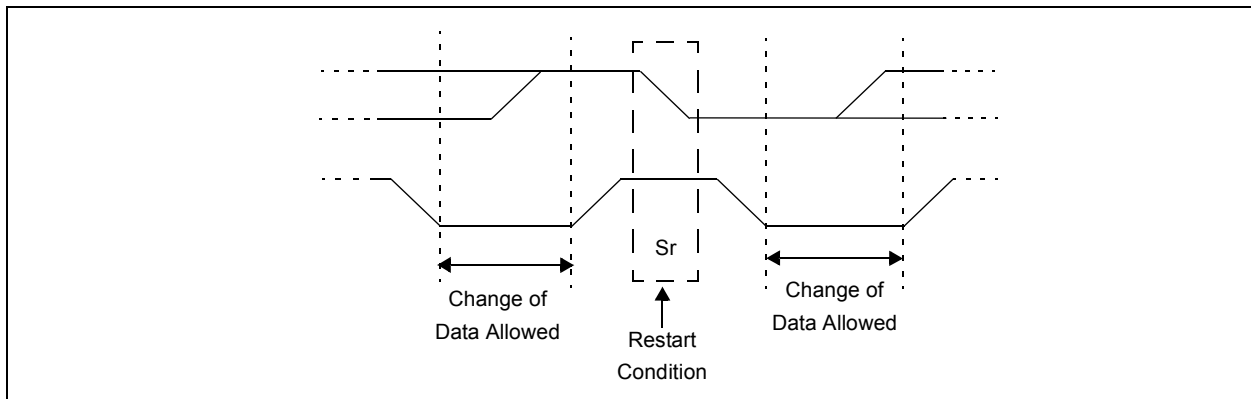 Sr
Change of
Data Allowed
Restart
Condition
Change of
Data Allowed